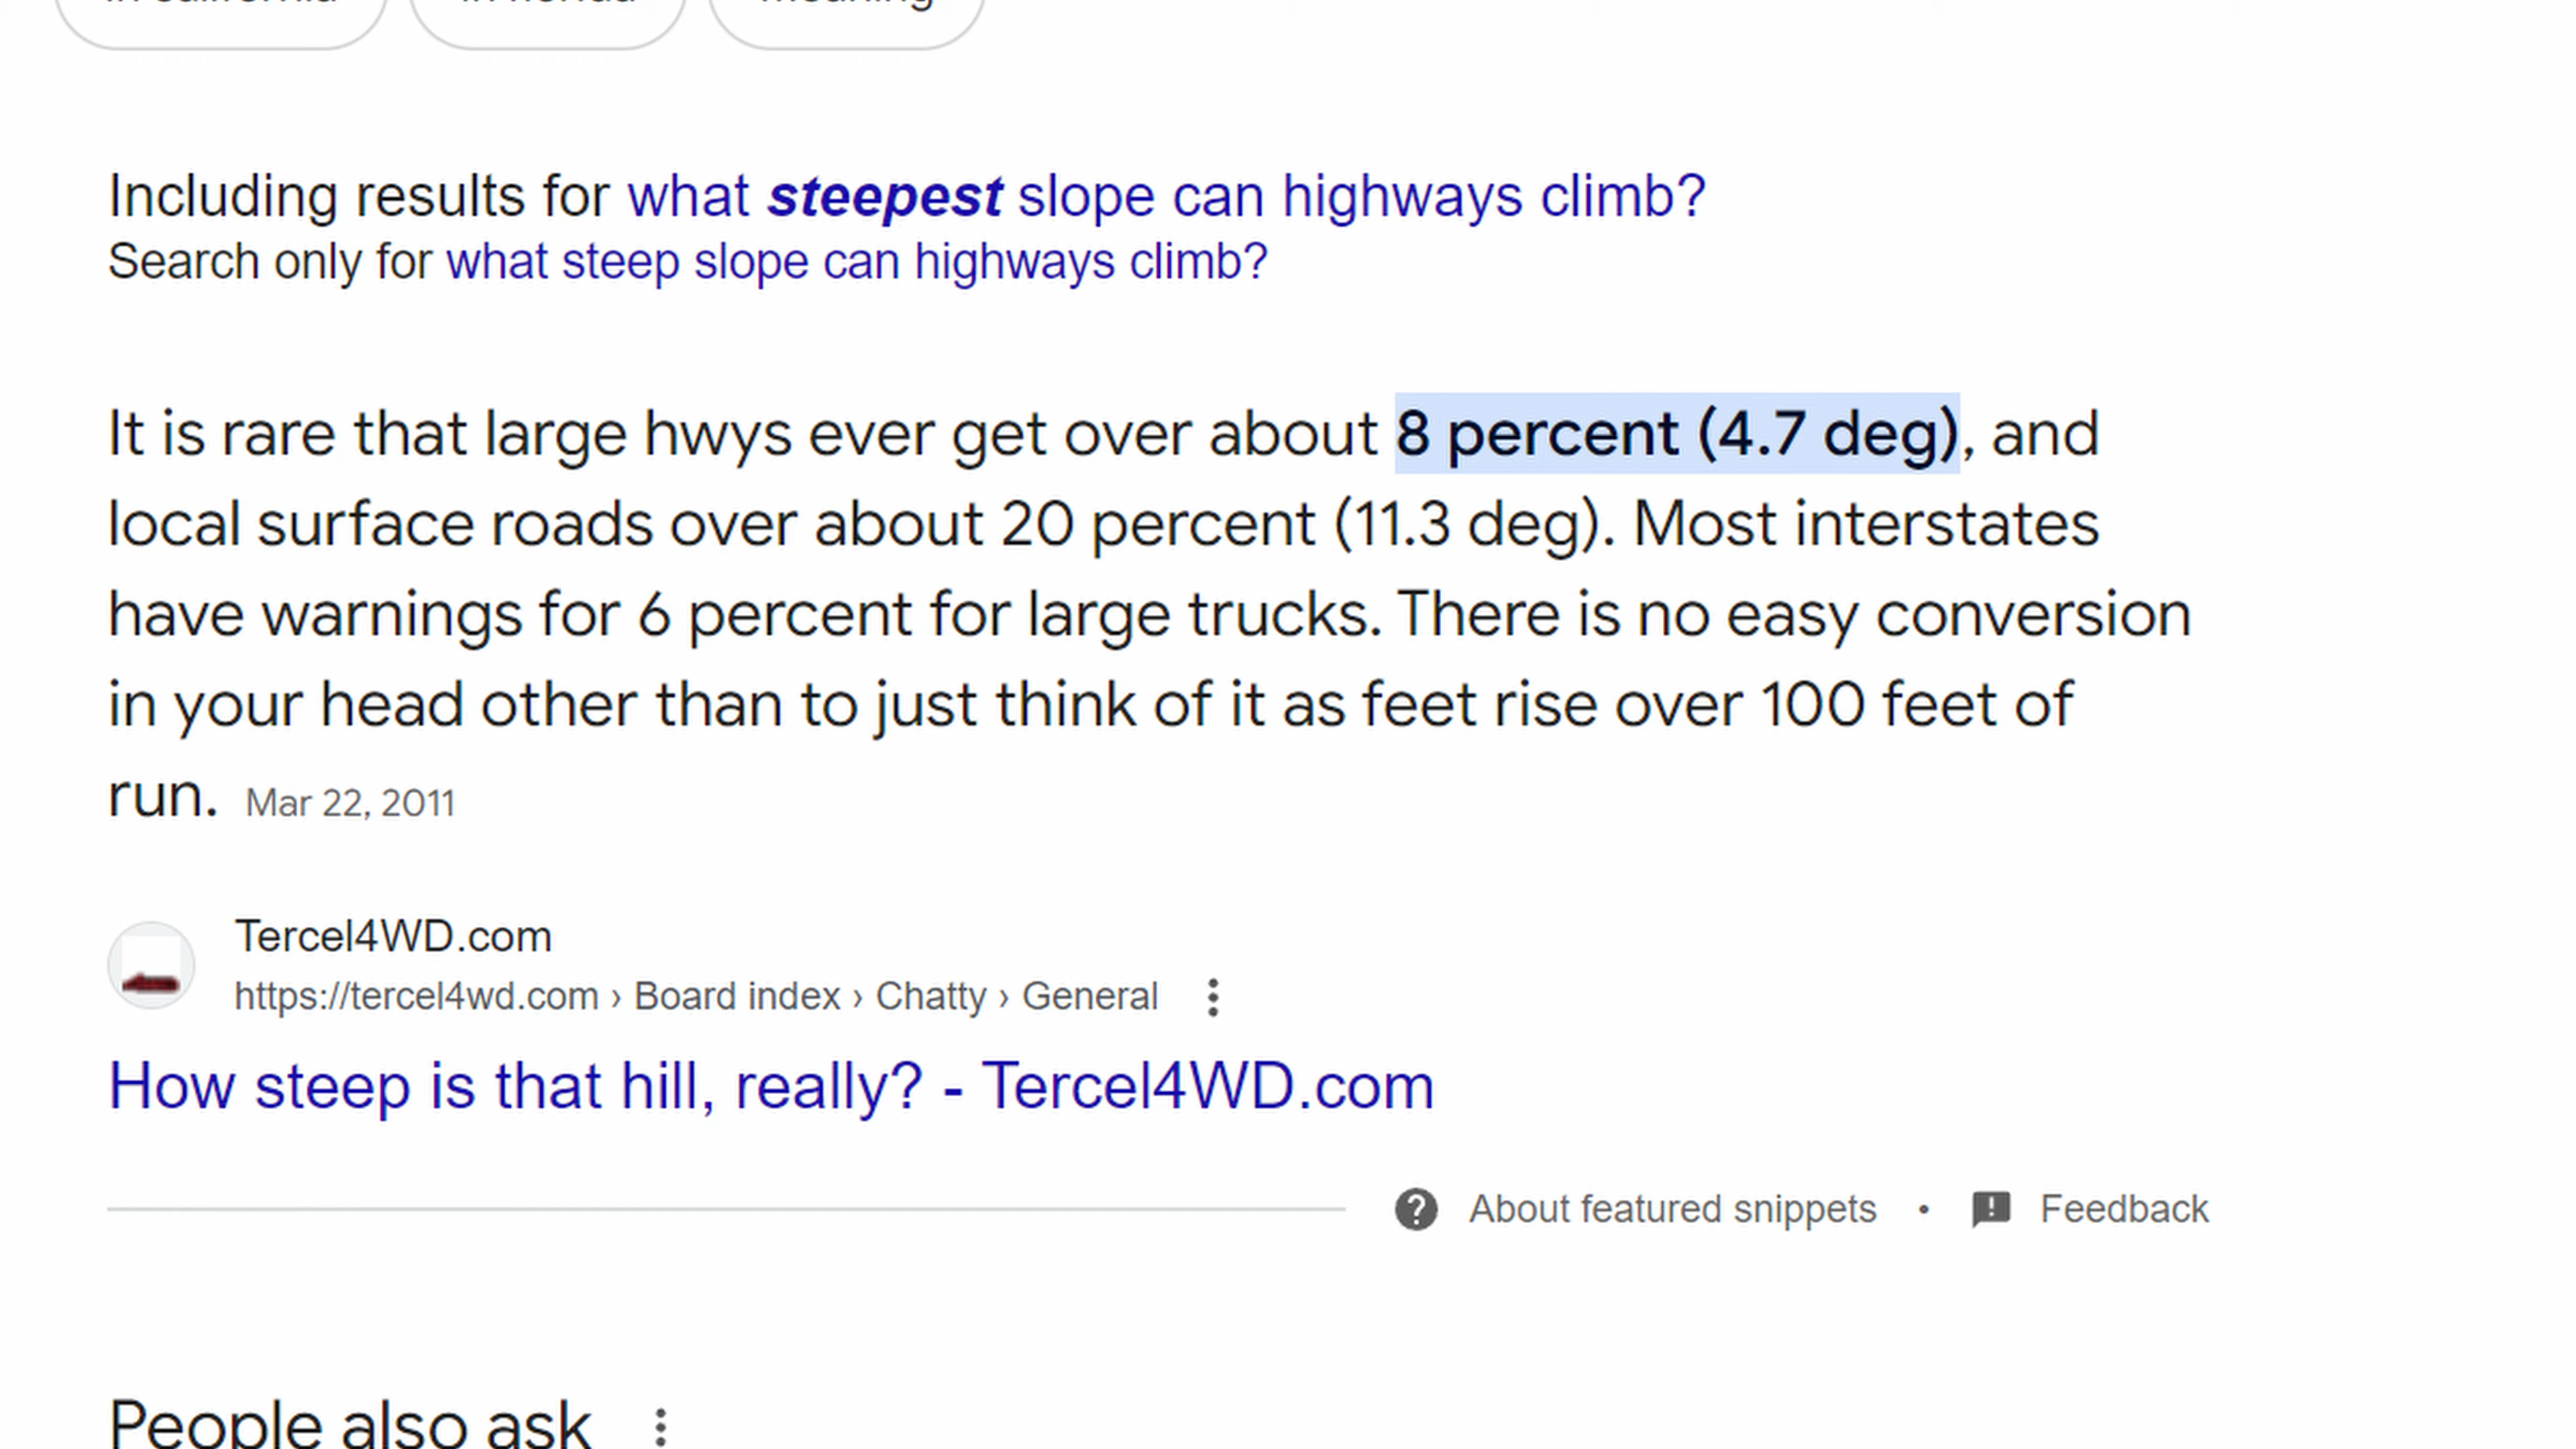 in california in florida meaning
Including results for what steepest slope can highways climb?
Search only for what steep slope can highways climb?
It is rare that large hwys ever get over about 8 percent (4.7 deg), and
local surface roads over about 20 percent (11.3 deg). Most interstates
have warnings for 6 percent for large trucks. There is no easy conversion
in your head other than to just think of it as feet rise over 100 feet of
run. Mar 22, 2011
Tercel4WD.com
https://tercel4wd.com › Board index › Chatty › General
How steep is that hill, really? - Tercel4WD.com
About featured snippets • Feedback
People also ask